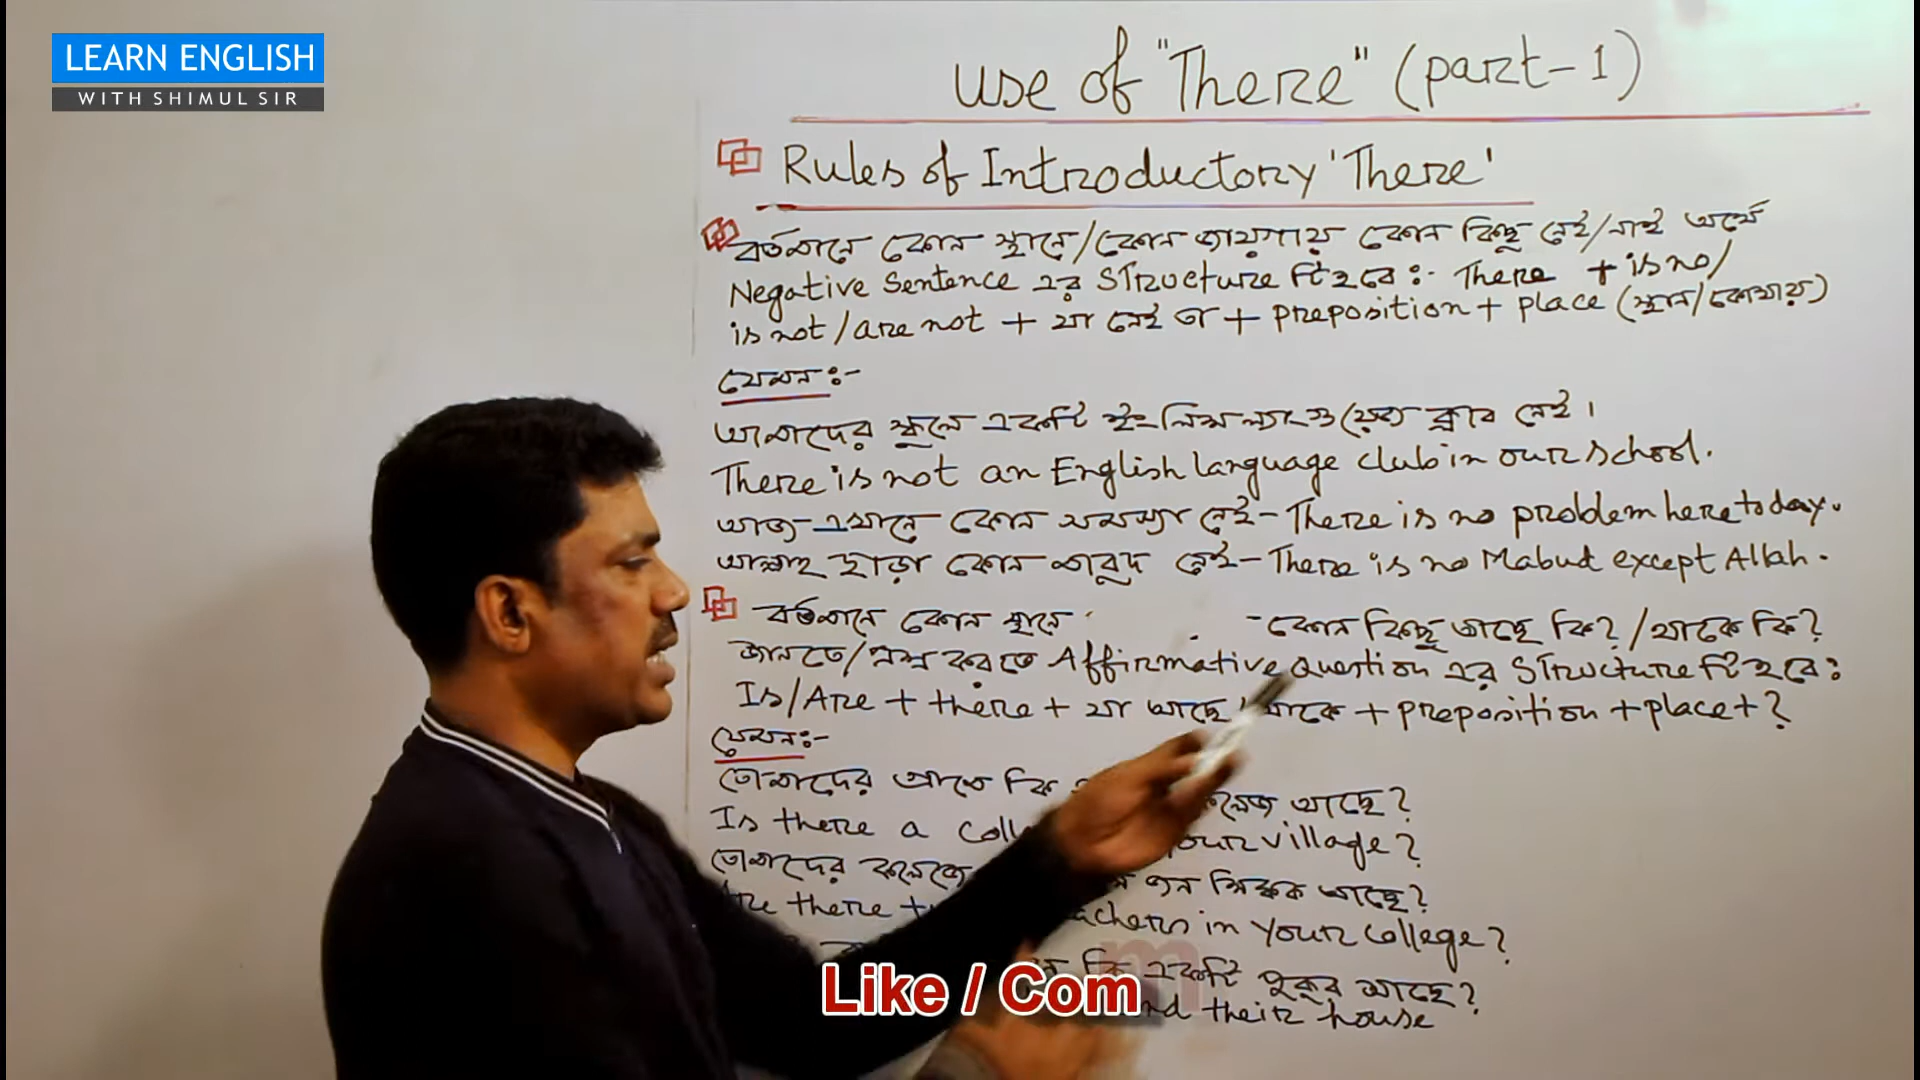 LEARN ENGLISH
WITH SHIMUL SIR
Use of "There" (part-1)
Rules of Introductory 'There'
বর্তমানে কোন স্থানে/কোন জায়গায় কোন কিছু নেই/নাই অর্থে
Negative Sentence এর Structure টি হবে:- There + is no/
is not/are not + যা নেই তা + preposition + place (স্থান/কোথায়)
যেমন:-
আমাদের স্কুলে একটি ইংলিশ ল্যাংগুয়েজ ক্লাব নেই।
There is not an English language club in our school.
আজ এখানে কোন সমস্যা নেই - There is no problem here today.
আল্লাহ ছাড়া কোন মাবুদ নেই - There is no Mabud except Allah.
বর্তমানে কোন স্থানে - কোন কিছু আছে কি?/থাকে কি?
জানতে/প্রশ্ন করতে Affirmative Question এর Structure টি হবে:
Is/Are + there + যা আছে/থাকে + preposition + place + ?
যেমন:-
তোমাদের গ্রামে কি আছে?
Is there a your village?
তোমাদের কলেজে জন শিক্ষক আছে?
there in your college?
কি একটি পুকুর আছে?
their house
Like / Com